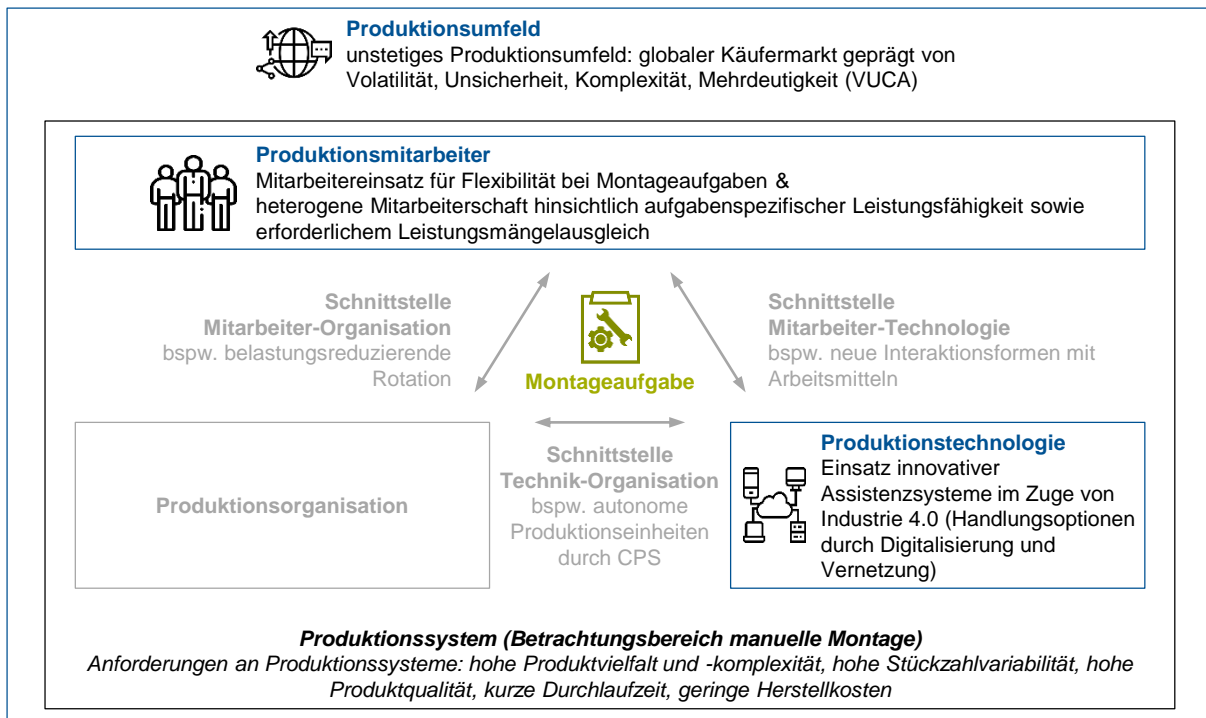 Produktionsumfeld
unstetiges Produktionsumfeld: globaler Käufermarkt geprägt von
Volatilität, Unsicherheit, Komplexität, Mehrdeutigkeit (VUCA)
Produktionsmitarbeiter
Mitarbeitereinsatz für Flexibilität bei Montageaufgaben &
heterogene Mitarbeiterschaft hinsichtlich aufgabenspezifischer Leistungsfähigkeit sowie
erforderlichem Leistungsmängelausgleich
Schnittstelle
Mitarbeiter-Organisation
bspw. belastungsreduzierende
Rotation
Montageaufgabe
Schnittstelle
Mitarbeiter-Technologie
bspw. neue Interaktionsformen mit
Arbeitsmitteln
Produktionsorganisation
Schnittstelle
Technik-Organisation
bspw. autonome
Produktionseinheiten
durch CPS
Produktionstechnologie
Einsatz innovativer
Assistenzsysteme im Zuge von
Industrie 4.0 (Handlungsoptionen
durch Digitalisierung und
Vernetzung)
Produktionssystem (Betrachtungsbereich manuelle Montage)
Anforderungen an Produktionssysteme: hohe Produktvielfalt und -komplexität, hohe Stückzahlvariabilität, hohe
Produktqualität, kurze Durchlaufzeit, geringe Herstellkosten